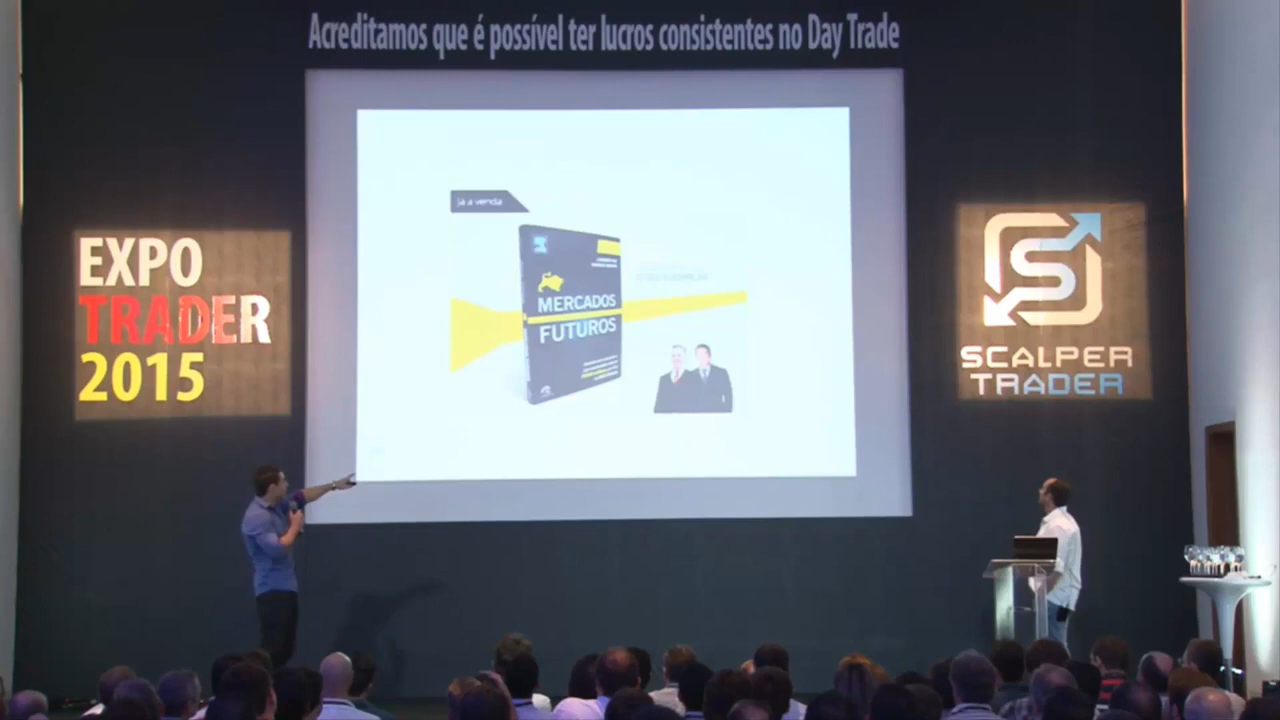 Acreditamos que é possível ter lucros consistentes no Day Trade
já a venda
MERCADOS
FUTUROS
EXPO
TRADER
2015
S
SCALPER
TRADER